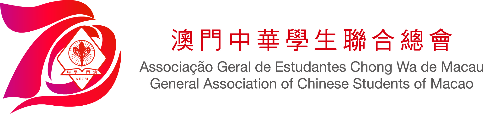 70
澳門中華學生聯合總會
Associação Geral de Estudantes Chong Wa de Macau
General Association of Chinese Students of Macao